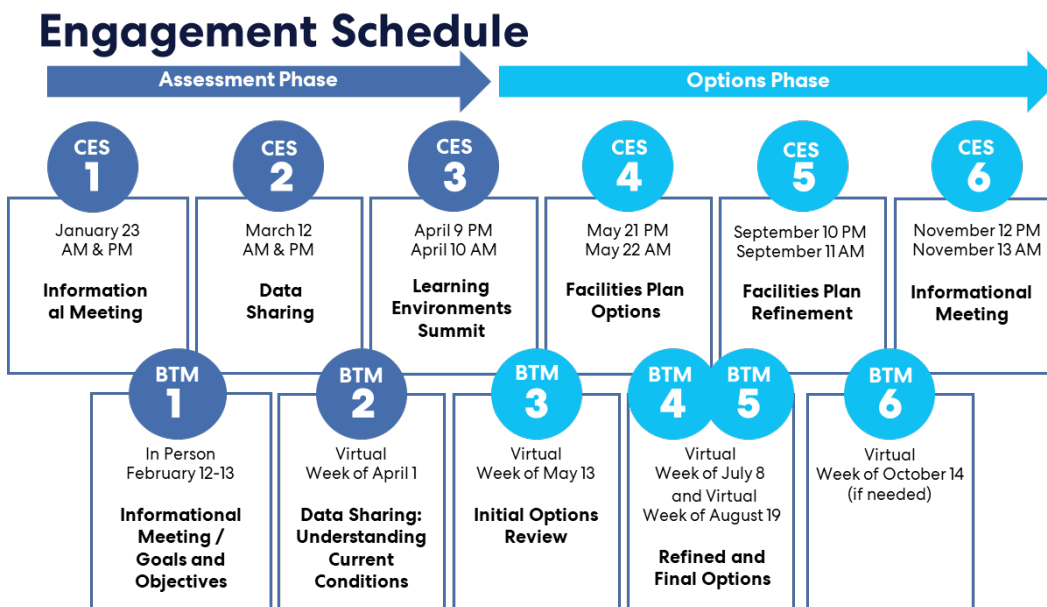 Engagement Schedule
Assessment Phase
Options Phase
CES
1
January 23
AM & PM
Information
al Meeting
CES
2
March 12
AM & PM
Data
Sharing
CES
3
April 9 PM
April 10 AM
Learning
Environments
Summit
CES
4
May 21 PM
May 22 AM
Facilities Plan
Options
CES
5
September 10 PM
September 11 AM
Facilities Plan
Refinement
CES
6
November 12 PM
November 13 AM
Informational
Meeting
BTM
1
In Person
February 12-13
Informational
Meeting /
Goals and
Objectives
BTM
2
Virtual
Week of April 1
Data Sharing:
Understanding
Current
Conditions
BTM
3
Virtual
Week of May 13
Initial Options
Review
BTM
4
BTM
5
Virtual
Week of July 8
and Virtual
Week of August 19
Refined and
Final Options
BTM
6
Virtual
Week of October 14
(if needed)